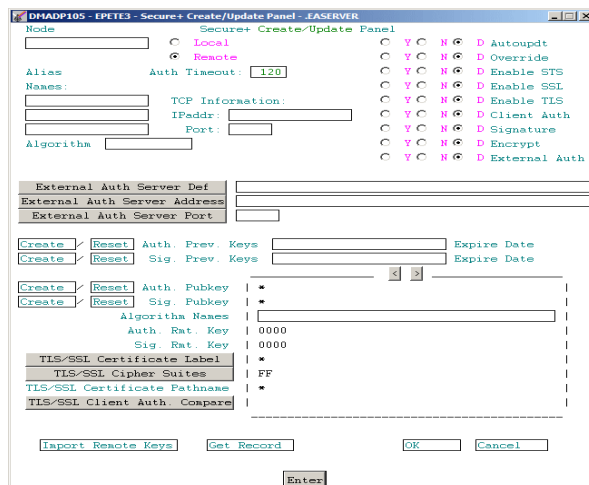 DMADP105 - EPETE3 - Secure+ Create/Update Panel - .EASERVER
Node Secure+ Create/Update Panel
Local Y N D Autoupdt
Remote Y N D Override
Alias Auth Timeout: 120 Y N D Enable STS
Names: Y N D Enable SSL
TCP Information: Y N D Enable TLS
IPaddr: Y N D Client Auth
Port: Y N D Signature
Algorithm Y N D Encrypt
Y N D External Auth
External Auth Server Def
External Auth Server Address
External Auth Server Port
Create / Reset Auth. Prev. Keys Expire Date
Create / Reset Sig. Prev. Keys Expire Date
< >
Create / Reset Auth. Pubkey | * |
Create / Reset Sig. Pubkey | * |
Algorithm Names
Auth. Rmt. Key | 0000 |
Sig. Rmt. Key | 0000 |
TLS/SSL Certificate Label | * |
TLS/SSL Cipher Suites | FF |
TLS/SSL Certificate Pathname | * |
TLS/SSL Client Auth. Compare | |
Import Remote Keys Get Record OK Cancel
Enter